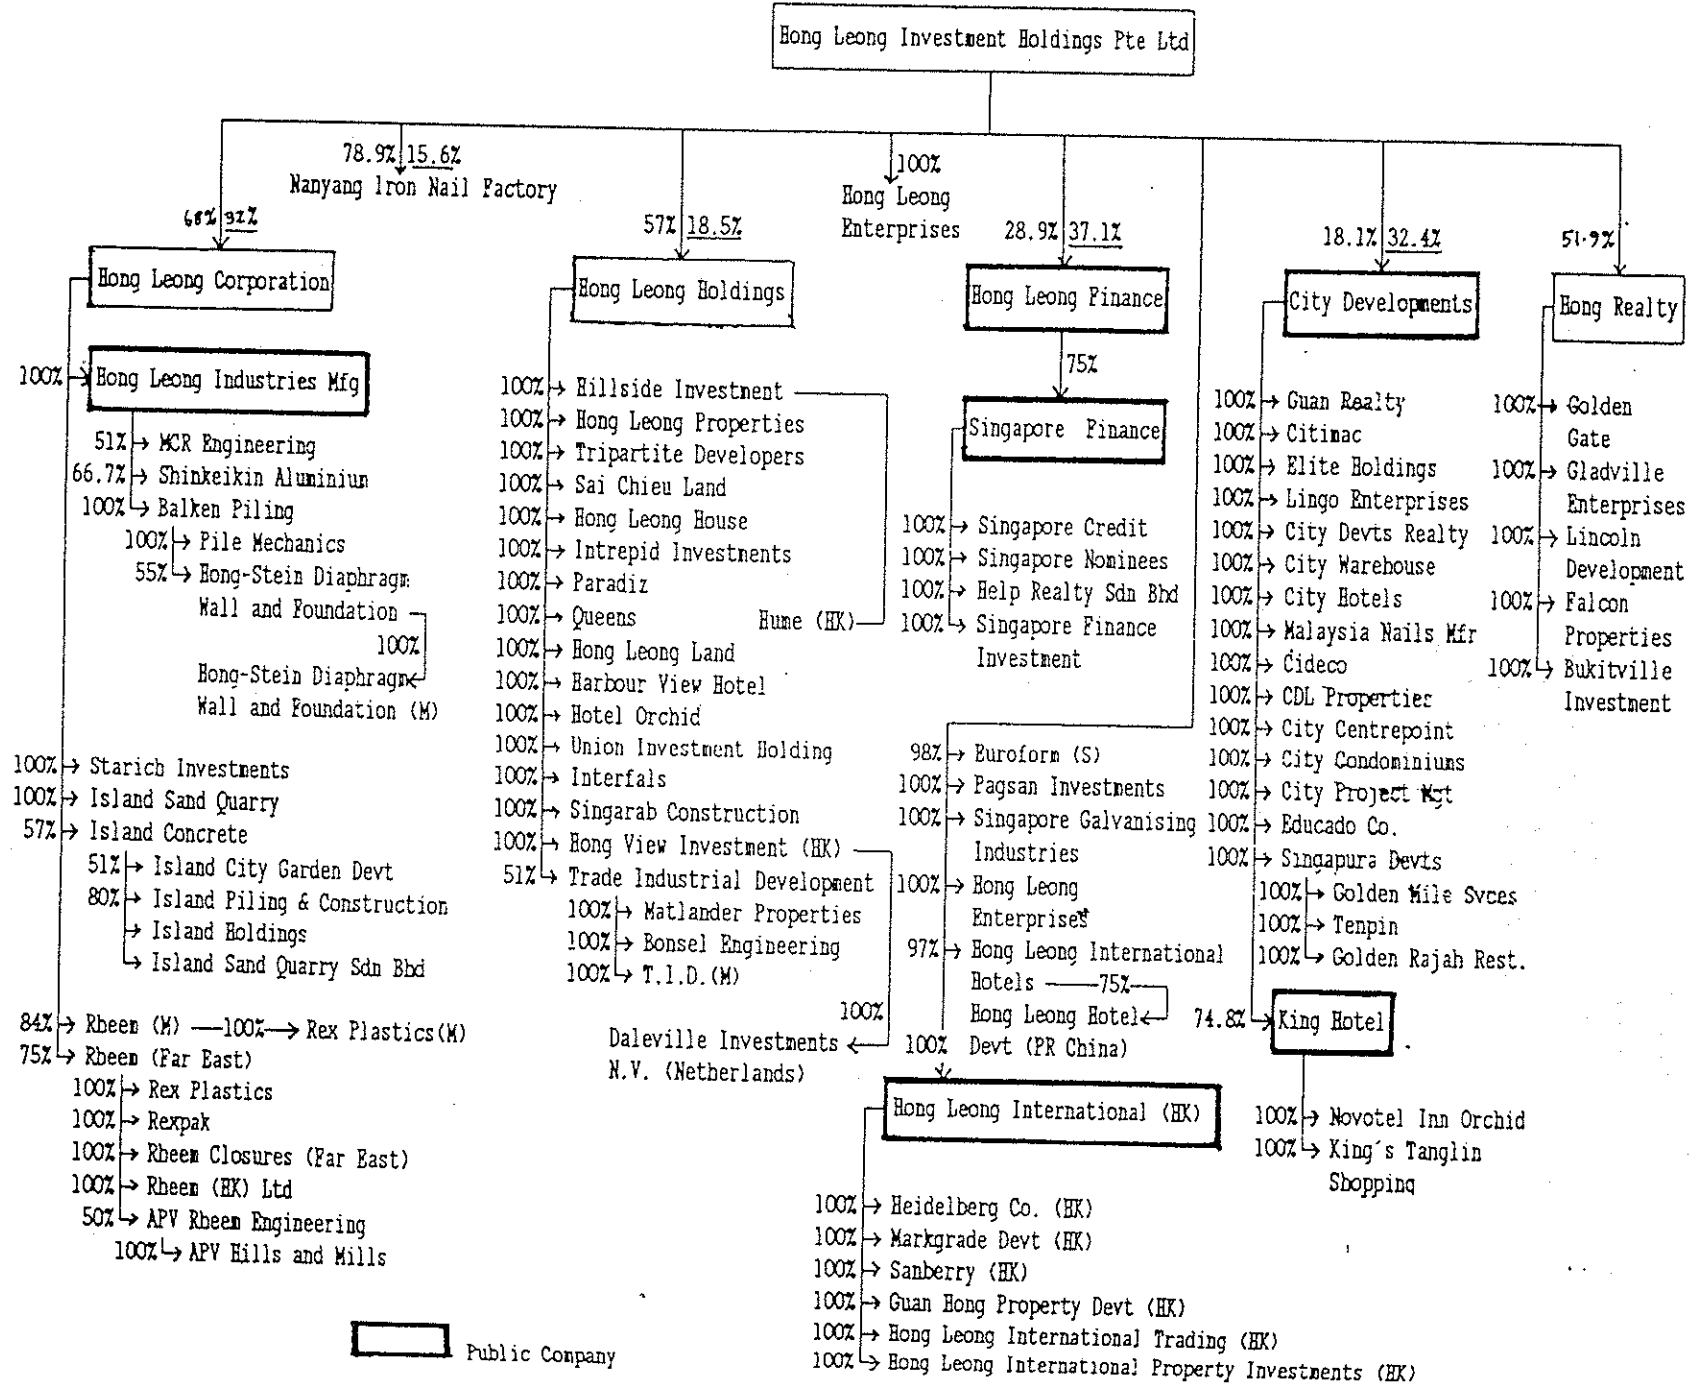 Hong Leong Investment Holdings Pte Ltd
78.9% 15.6%
Nanyang Iron Nail Factory
100%
Hong Leong
Enterprises
68% 32%
Hong Leong Corporation
57% 18.5%
Hong Leong Holdings
28.9% 37.1%
Hong Leong Finance
18.1% 32.4%
City Developments
51.9%
Hong Realty
100% Hong Leong Industries Mfg
51% MCR Engineering
66.7% Shinkeikin Aluminium
100% Balken Piling
100% Pile Mechanics
55% Hong-Stein Diaphragm
Wall and Foundation
100%
Hong-Stein Diaphragm
Wall and Foundation (M)
100% Starich Investments
100% Island Sand Quarry
57% Island Concrete
51% Island City Garden Devt
80% Island Piling & Construction
Island Holdings
Island Sand Quarry Sdn Bhd
84% Rheem (M) 100% Rex Plastics(M)
75% Rheem (Far East)
100% Rex Plastics
100% Rexpak
100% Rheem Closures (Far East)
100% Rheem (HK) Ltd
50% APV Rheem Engineering
100% APV Hills and Mills
100% Hillside Investment
100% Hong Leong Properties
100% Tripartite Developers
100% Sai Chieu Land
100% Hong Leong House
100% Intrepid Investments
100% Paradiz
100% Queens
Hume (HK)
100% Hong Leong Land
100% Harbour View Hotel
100% Hotel Orchid
100% Union Investment Holding
100% Interfals
100% Singarab Construction
100% Hong View Investment (HK)
51% Trade Industrial Development
100% Matlander Properties
100% Bonsel Engineering
100% T.I.D.(M)
100%
Daleville Investments
N.V. (Netherlands)
75%
Singapore Finance
100% Singapore Credit
100% Singapore Nominees
100% Help Realty Sdn Bhd
100% Singapore Finance
Investment
98% Euroform (S)
100% Pagsan Investments
100% Singapore Galvanising
Industries
100% Hong Leong
Enterprises
97% Hong Leong International
Hotels 75%
Hong Leong Hotel
Devt (PR China)
100%
Hong Leong International (HK)
100% Heidelberg Co. (HK)
100% Markgrade Devt (HK)
100% Sanberry (HK)
100% Guan Hong Property Devt (HK)
100% Hong Leong International Trading (HK)
100% Hong Leong International Property Investments (HK)
100% Guan Realty
100% Citimac
100% Elite Holdings
100% Lingo Enterprises
100% City Devts Realty
100% City Warehouse
100% City Hotels
100% Malaysia Nails Mfr
100% Cideco
100% CDL Properties
100% City Centrepoint
100% City Condominiums
100% City Project Mgt
100% Educado Co.
100% Singapura Devts
100% Golden Mile Svces
100% Tenpin
100% Golden Rajah Rest.
74.8% King Hotel
100% Novotel Inn Orchid
100% King's Tanglin
Shopping
100% Golden
Gate
100% Gladville
Enterprises
100% Lincoln
Development
100% Falcon
Properties
100% Bukitville
Investment
Public Company